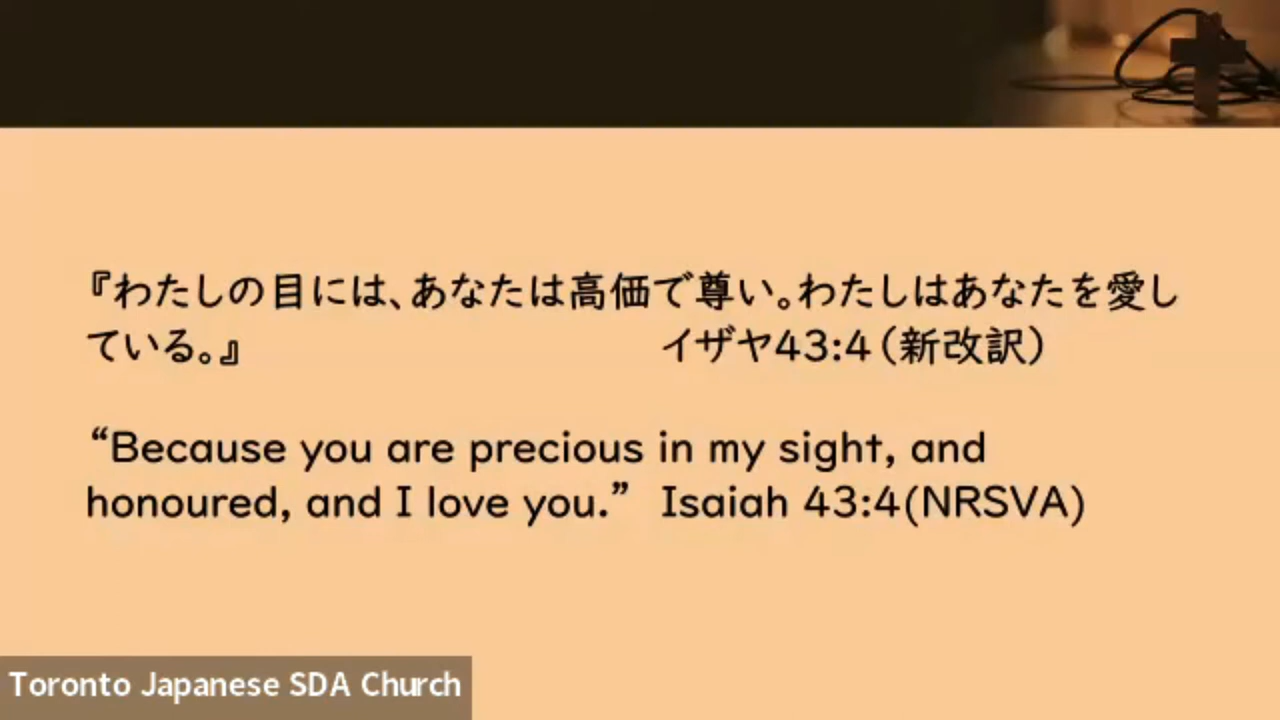 『わたしの目には、あなたは高価で尊い。わたしはあなたを愛し
ている。』 イザヤ43:4（新改訳）
“Because you are precious in my sight, and
honoured, and I love you.” Isaiah 43:4(NRSVA)
Toronto Japanese SDA Church